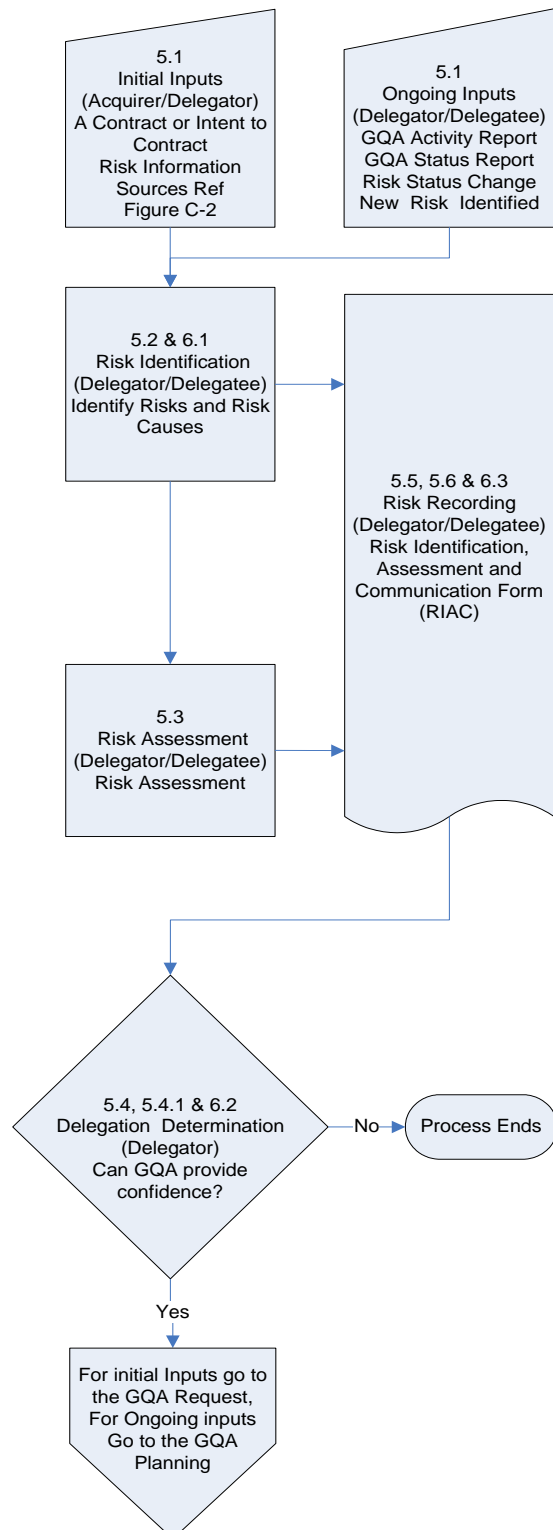 5.1
Initial Inputs
(Acquirer/Delegator)
A Contract or Intent to
Contract
Risk Information
Sources Ref
Figure C-2
5.1
Ongoing Inputs
(Delegator/Delegatee)
GQA Activity Report
GQA Status Report
Risk Status Change
New Risk Identified
5.2 & 6.1
Risk Identification
(Delegator/Delegatee)
Identify Risks and Risk
Causes
5.5, 5.6 & 6.3
Risk Recording
(Delegator/Delegatee)
Risk Identification,
Assessment and
Communication Form
(RIAC)
5.3
Risk Assessment
(Delegator/Delegatee)
Risk Assessment
5.4, 5.4.1 & 6.2
Delegation Determination
(Delegator)
Can GQA provide
confidence?
No
Process Ends
Yes
For initial Inputs go to
the GQA Request,
For Ongoing inputs
Go to the GQA
Planning